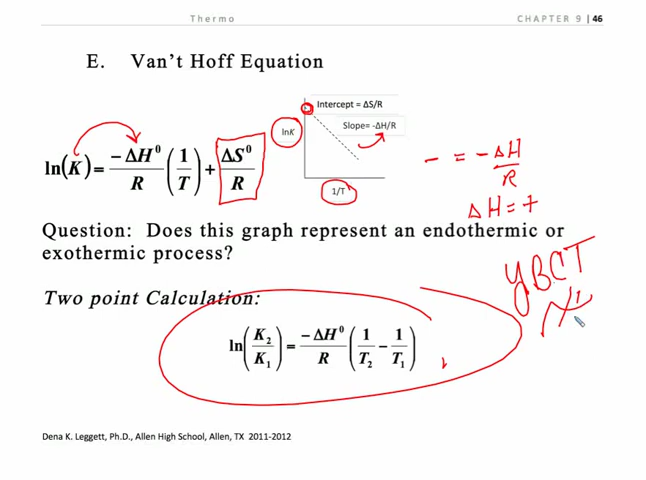 Thermo CHAPTER 9 | 46
E. Van't Hoff Equation
Intercept = ΔS/R
Slope= -ΔH/R
lnK
1/T
ln(K) = -ΔH⁰/R (1/T) + ΔS⁰/R
- = -ΔH/R
ΔH = +
Question: Does this graph represent an endothermic or
exothermic process?
Two point Calculation:
ln(K₂/K₁) = -ΔH⁰/R (1/T₂ - 1/T₁)
Dena K. Leggett, Ph.D., Allen High School, Allen, TX 2011-2012